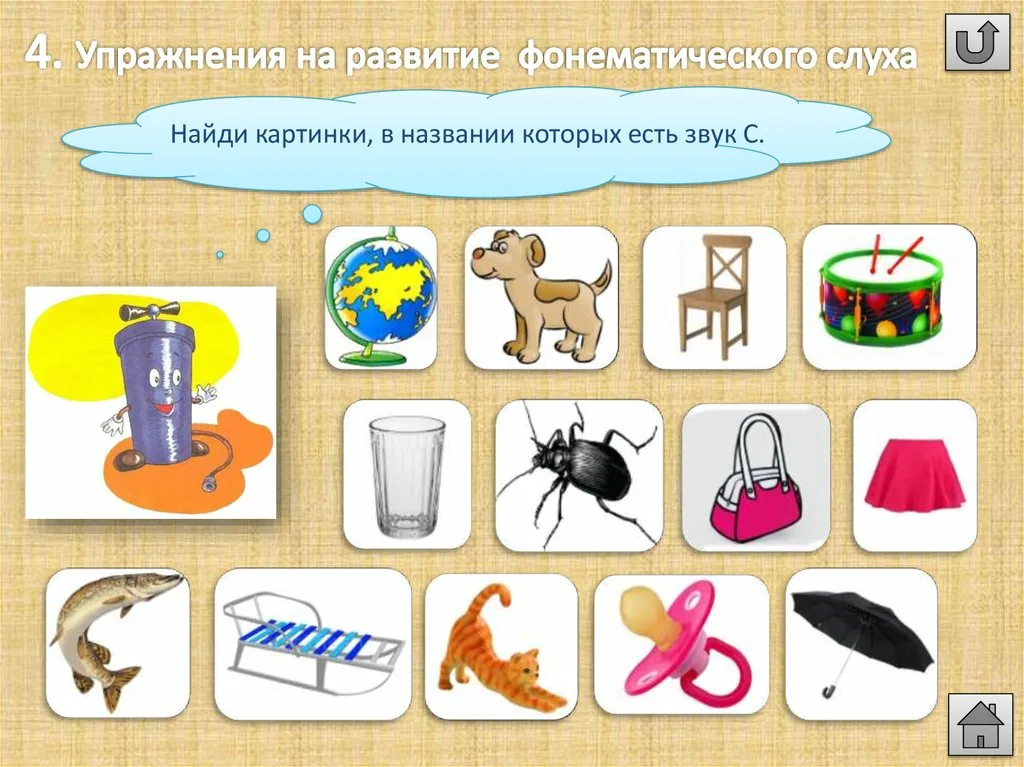 4. Упражнения на развитие фонематического слуха
Найди картинки, в названии которых есть звук С.